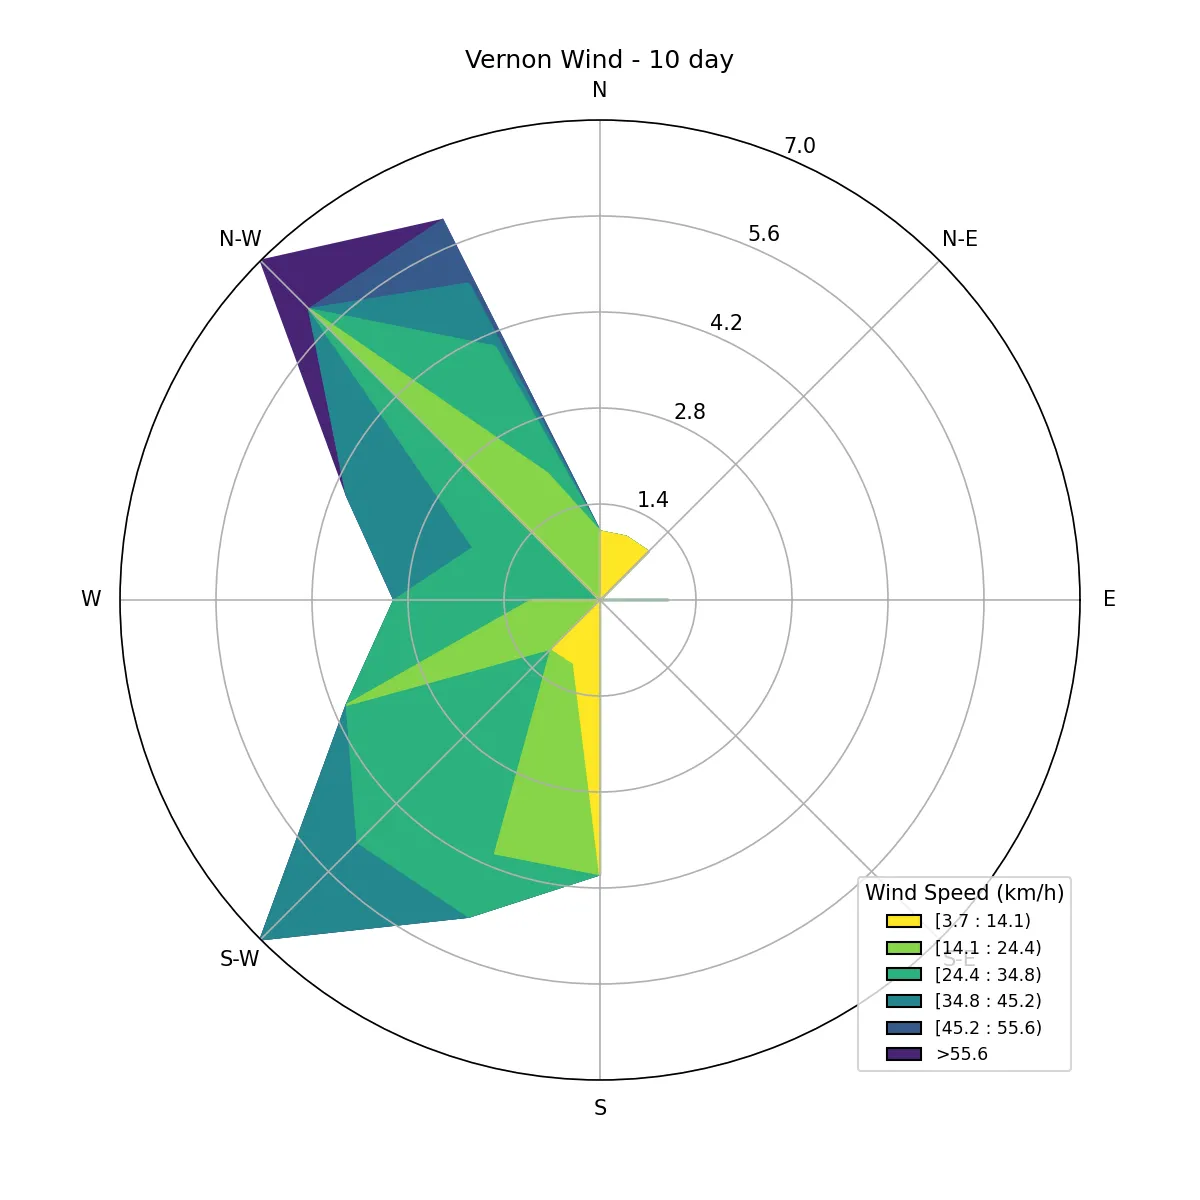 Vernon Wind - 10 day
N
7.0
N-W
N-E
5.6
4.2
2.8
1.4
W
E
S-W
S-E
S
Wind Speed (km/h)
[3.7 : 14.1)
[14.1 : 24.4)
[24.4 : 34.8)
[34.8 : 45.2)
[45.2 : 55.6)
>55.6